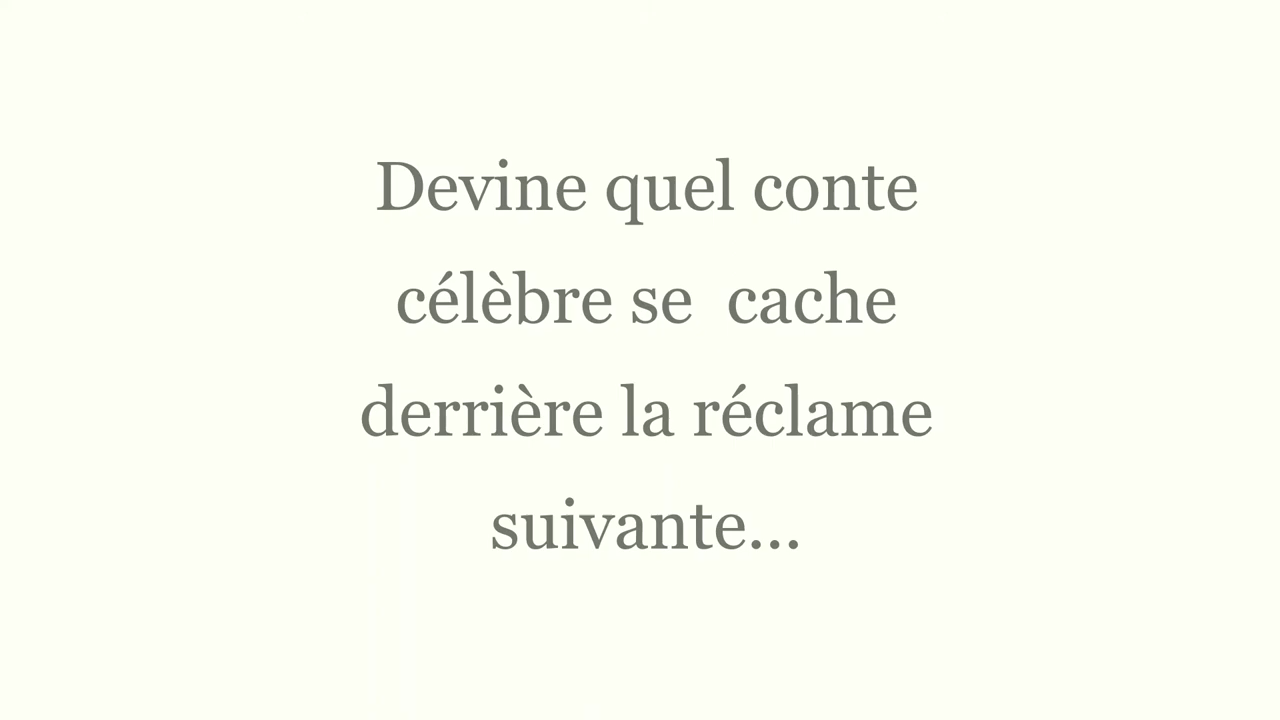 Devine quel conte
célèbre se  cache
derrière la réclame
suivante...